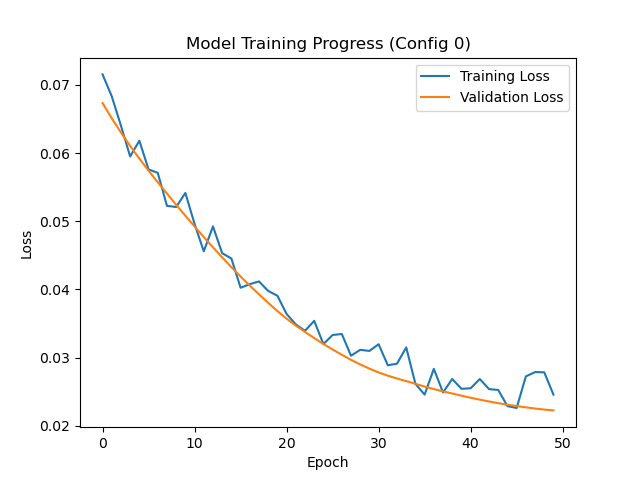 Model Training Progress (Config 0)
Training Loss
Validation Loss
Loss
0.07
0.06
0.05
0.04
0.03
0.02
0 10 20 30 40 50
Epoch